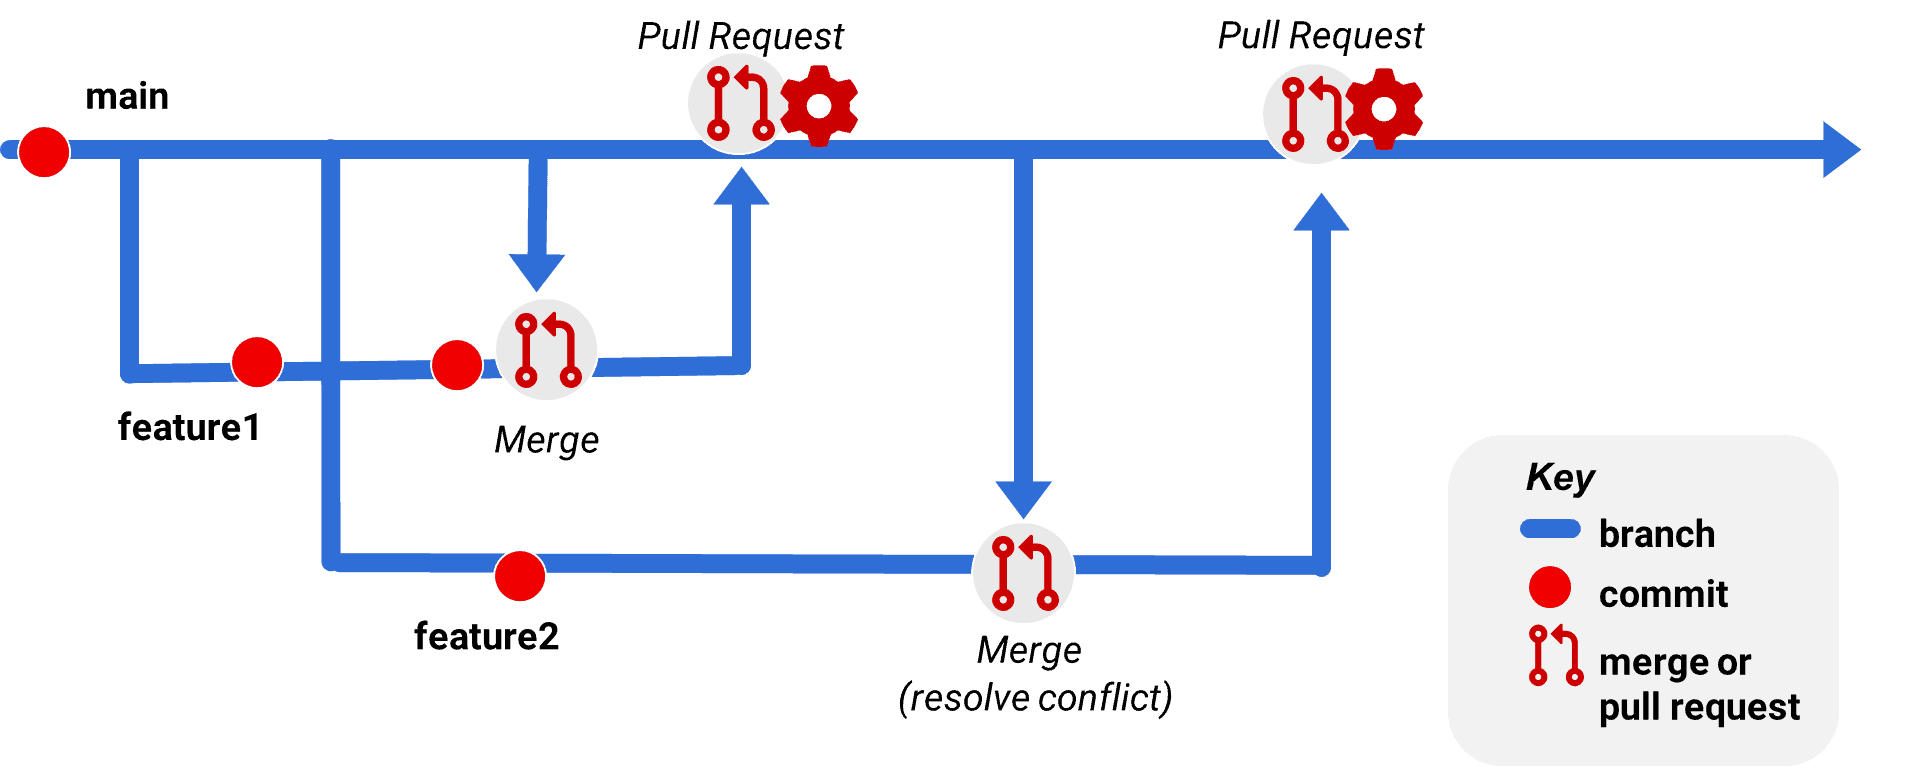 Pull Request
Pull Request
main
feature1
Merge
feature2
Merge
(resolve conflict)
Key
branch
commit
merge or
pull request